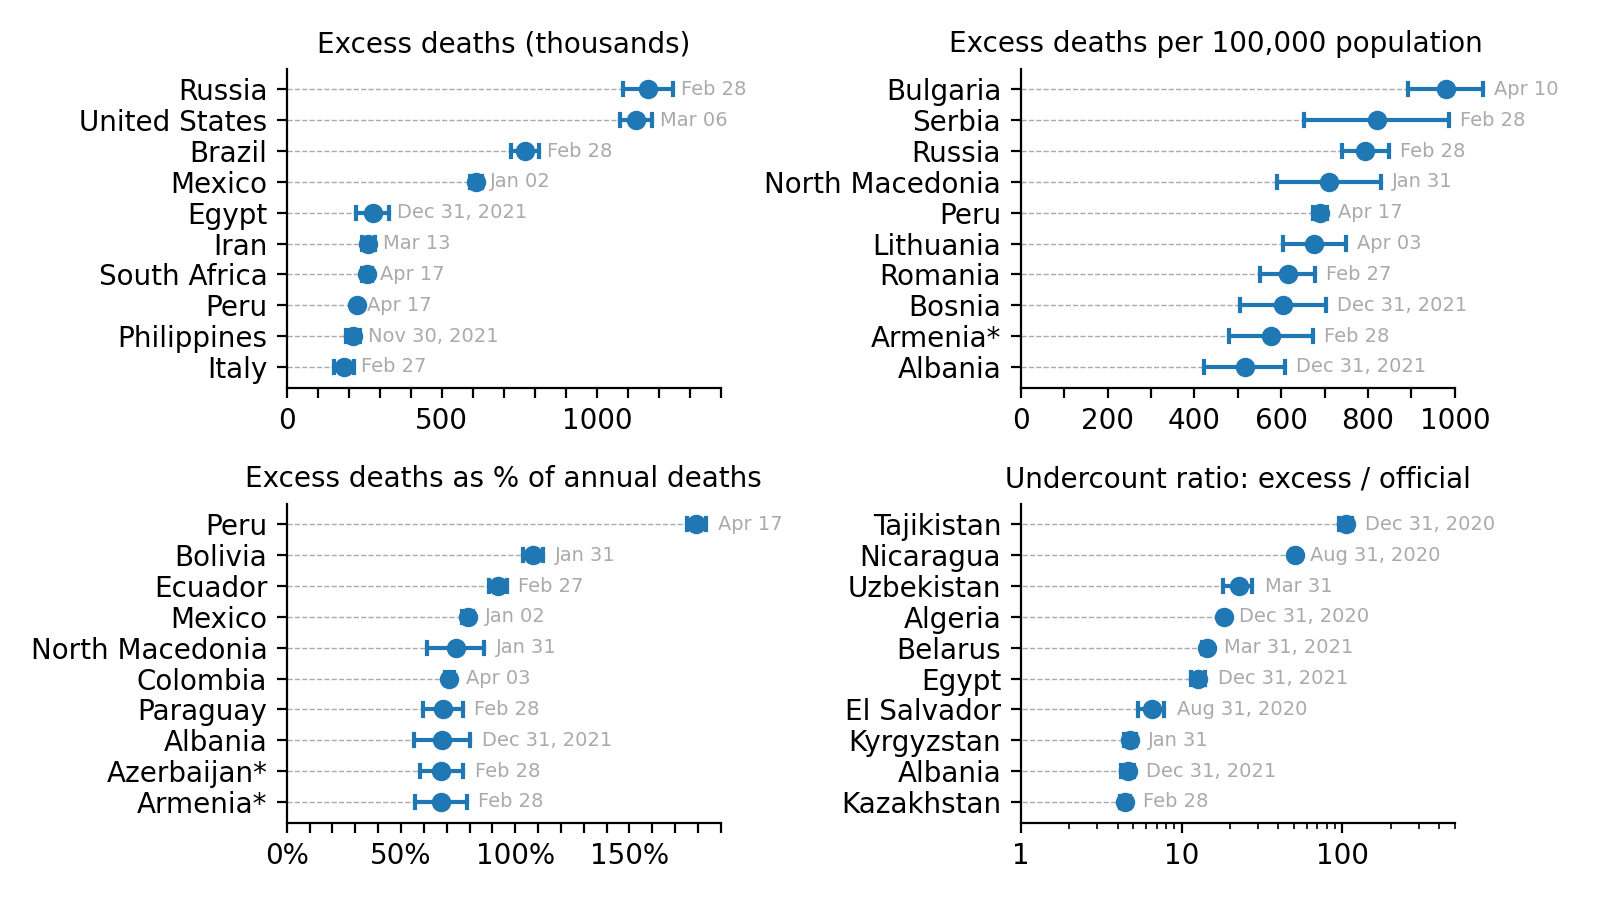 Excess deaths (thousands)
Russia Feb 28
United States Mar 06
Brazil Feb 28
Mexico Jan 02
Egypt Dec 31, 2021
Iran Mar 13
South Africa Apr 17
Peru Apr 17
Philippines Nov 30, 2021
Italy Feb 27
0 500 1000
Excess deaths per 100,000 population
Bulgaria Apr 10
Serbia Feb 28
Russia Feb 28
North Macedonia Jan 31
Peru Apr 17
Lithuania Apr 03
Romania Feb 27
Bosnia Dec 31, 2021
Armenia* Feb 28
Albania Dec 31, 2021
0 200 400 600 800 1000
Excess deaths as % of annual deaths
Peru Apr 17
Bolivia Jan 31
Ecuador Feb 27
Mexico Jan 02
North Macedonia Jan 31
Colombia Apr 03
Paraguay Feb 28
Albania Dec 31, 2021
Azerbaijan* Feb 28
Armenia* Feb 28
0% 50% 100% 150%
Undercount ratio: excess / official
Tajikistan Dec 31, 2020
Nicaragua Aug 31, 2020
Uzbekistan Mar 31
Algeria Dec 31, 2020
Belarus Mar 31, 2021
Egypt Dec 31, 2021
El Salvador Aug 31, 2020
Kyrgyzstan Jan 31
Albania Dec 31, 2021
Kazakhstan Feb 28
1 10 100